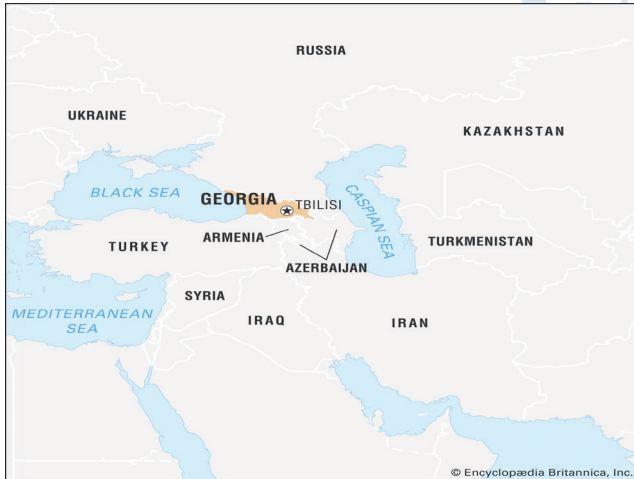 RUSSIA
UKRAINE
KAZAKHSTAN
BLACK SEA
GEORGIA
TBILISI
CASPIAN SEA
ARMENIA
TURKEY
TURKMENISTAN
AZERBAIJAN
SYRIA
MEDITERRANEAN
SEA
IRAQ
IRAN
© Encyclopædia Britannica, Inc.